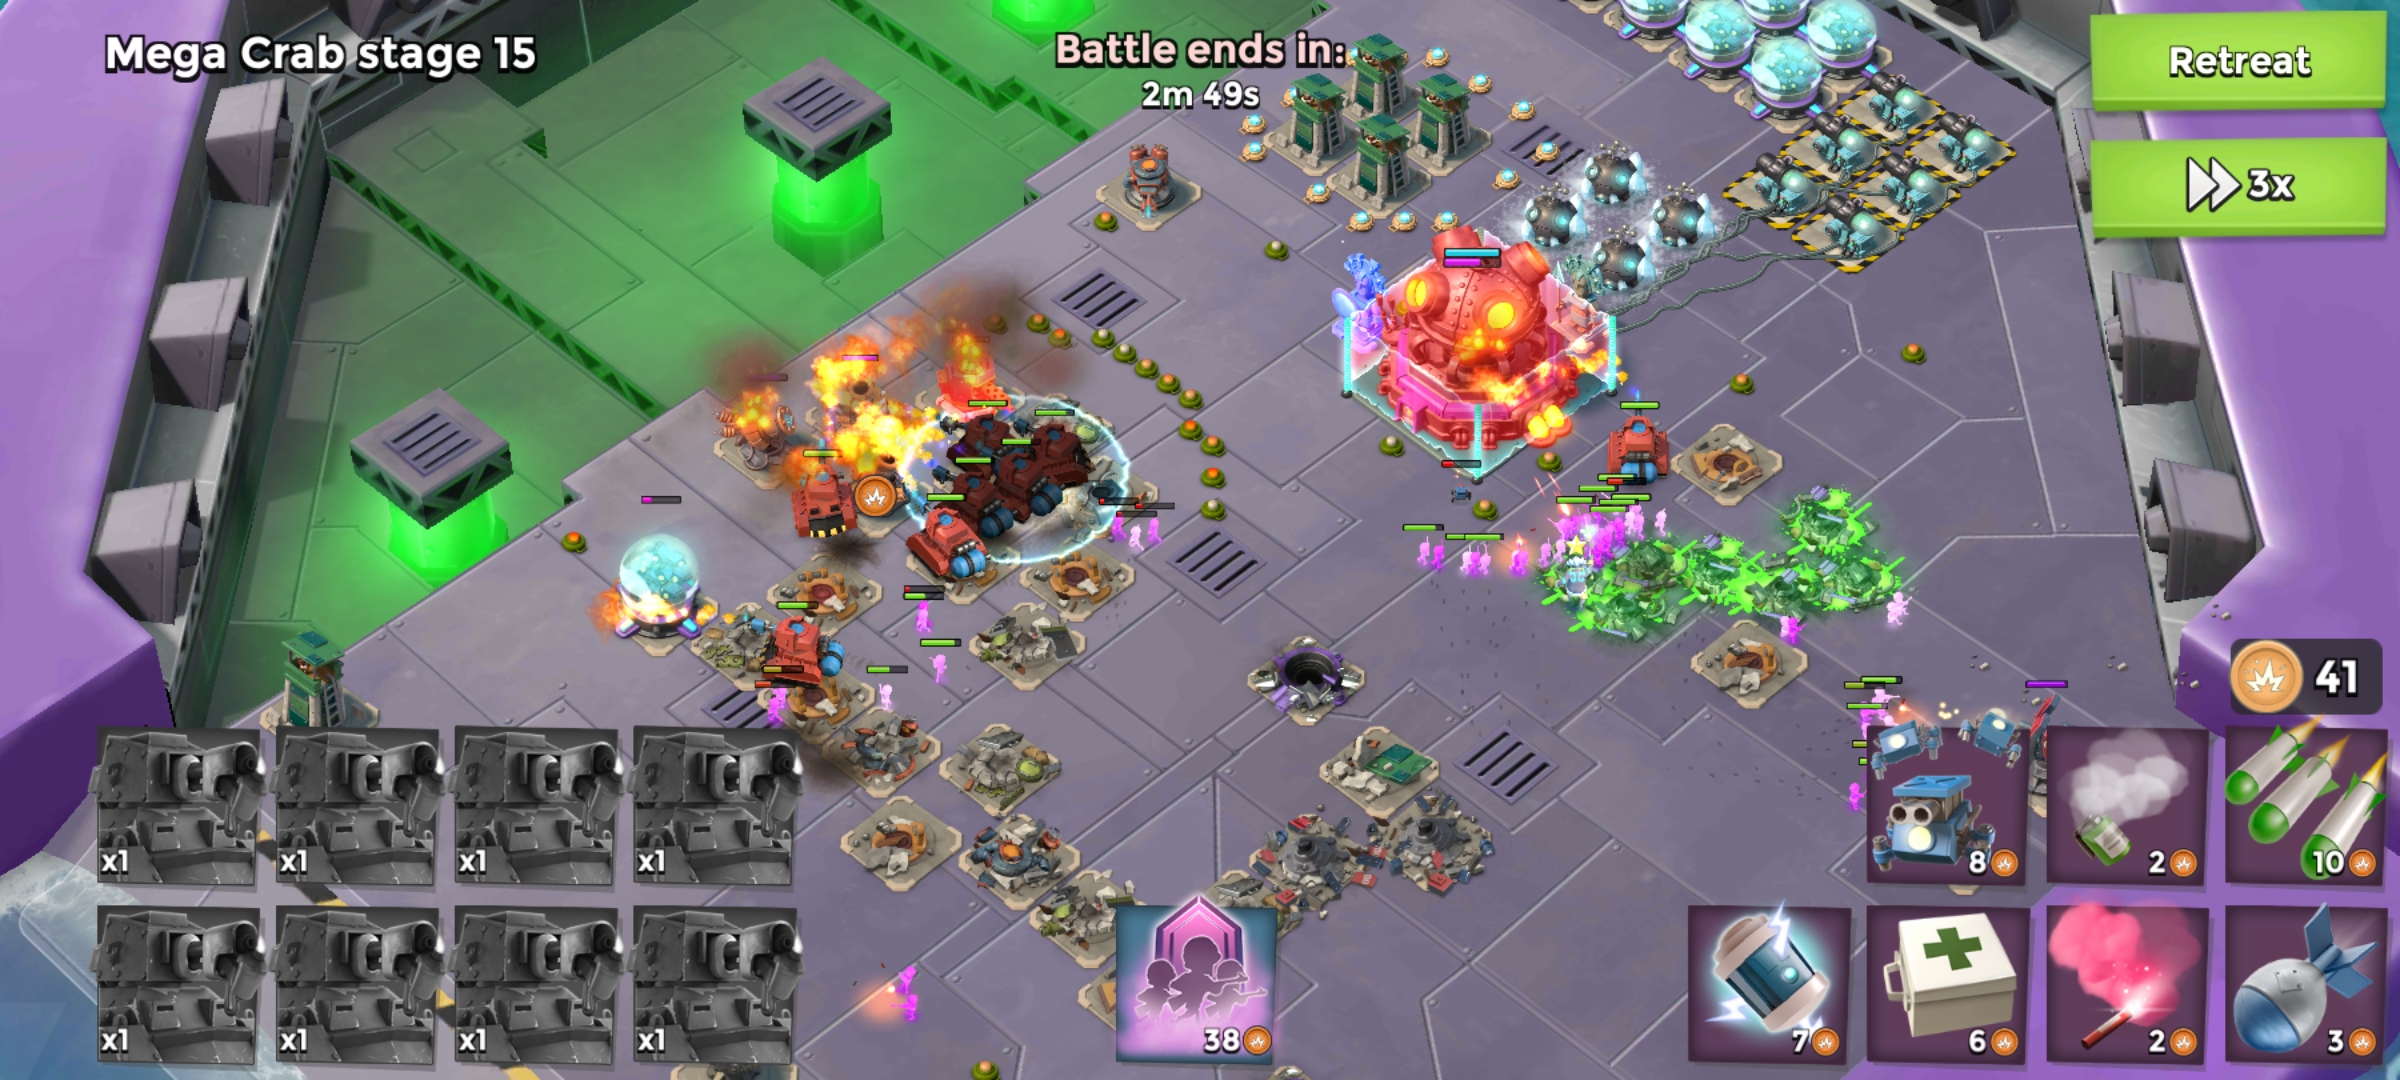 Mega Crab stage 15
Battle ends in:
2m 49s
Retreat
3x
41
8
2
10
x1
x1
x1
x1
x1
x1
x1
x1
38
7
6
2
3